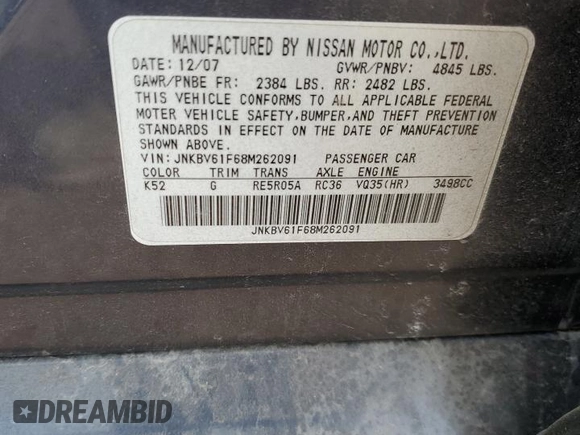 MANUFACTURED BY NISSAN MOTOR CO.,LTD.
DATE: 12/07 GVWR/PNBV: 4845 LBS.
GAWR/PNBE FR: 2384 LBS. RR: 2482 LBS.
THIS VEHICLE CONFORMS TO ALL APPLICABLE FEDERAL
MOTOR VEHICLE SAFETY, BUMPER,AND THEFT PREVENTION
STANDARDS IN EFFECT ON THE DATE OF MANUFACTURE
SHOWN ABOVE.
VIN:JNKBV61F68M262091 PASSENGER CAR
COLOR TRIM TRANS AXLE ENGINE
K52 G RE5R05A RC36 VQ35(HR) 3498CC
JNKBV61F68M262091
DREAMBID